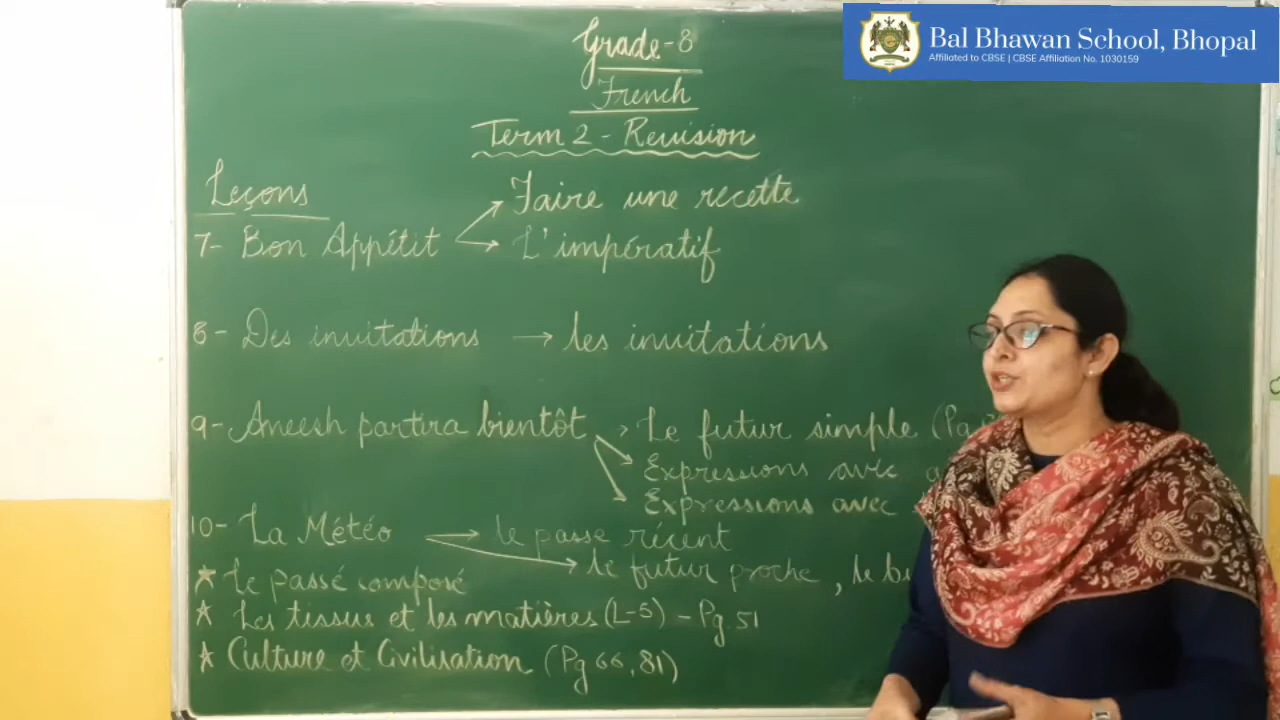 Bal Bhawan School, Bhopal
Affiliated to CBSE | CBSE Affiliation No. 1030159
Grade-8
French
Term 2 - Revision
Leçons
7- Bon Appétit → Faire une recette
→ L'impératif
8- Des invitations → les invitations
9- Aneesh partira bientôt → Le futur simple
→ Expressions avec
→ Expressions avec
10- La Météo → le passe récent
→ le futur proche, le
★ Le passé composé
★ Les tissus et les matières (L-5) - Pg. 51
★ Culture et Civilisation (Pg 66, 81)